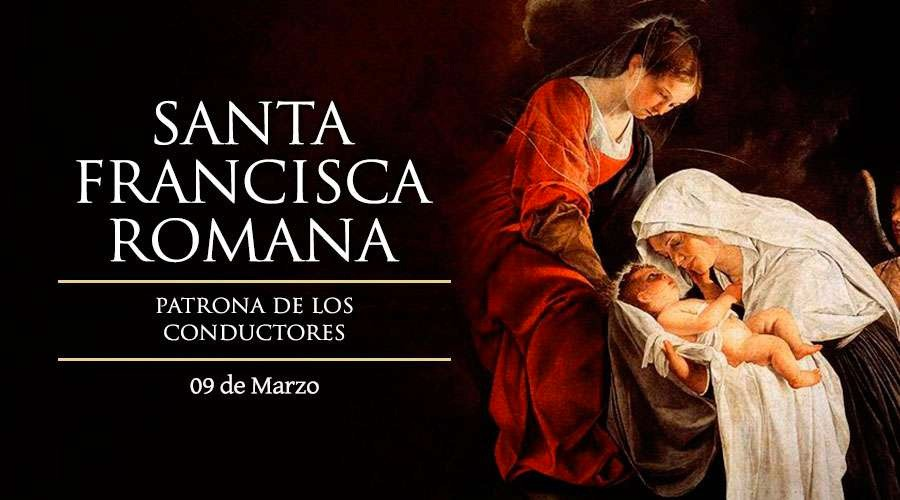 SANTA
FRANCISCA
ROMANA
PATRONA DE LOS
CONDUCTORES
09 de Marzo